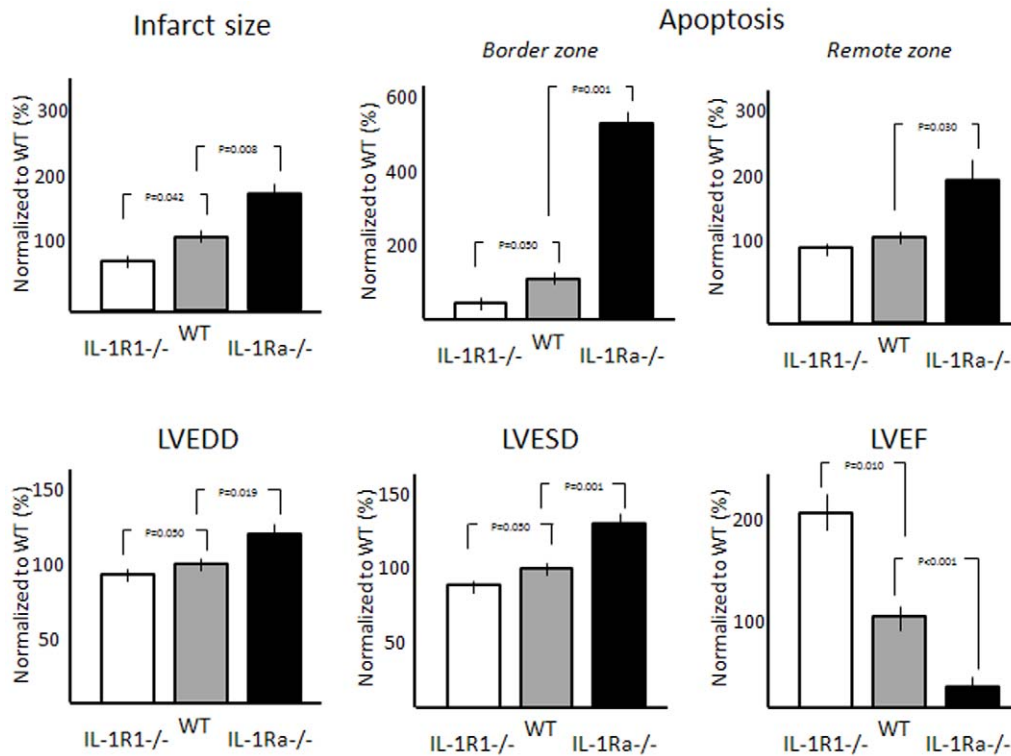 Infarct size
Normalized to WT (%)
300
200
100
P=0.042
P=0.008
IL-1R1-/-
WT
IL-1Ra-/-
Apoptosis
Border zone
Normalized to WT (%)
600
400
200
P=0.050
P=0.001
IL-1R1-/-
WT
IL-1Ra-/-
Remote zone
Normalized to WT (%)
300
200
100
P=0.030
IL-1R1-/-
WT
IL-1Ra-/-
LVEDD
Normalized to WT (%)
150
100
50
P=0.050
P=0.019
IL-1R1-/-
WT
IL-1Ra-/-
LVESD
Normalized to WT (%)
150
100
50
P=0.050
P=0.001
IL-1R1-/-
WT
IL-1Ra-/-
LVEF
Normalized to WT (%)
200
100
P=0.010
P<0.001
IL-1R1-/-
WT
IL-1Ra-/-